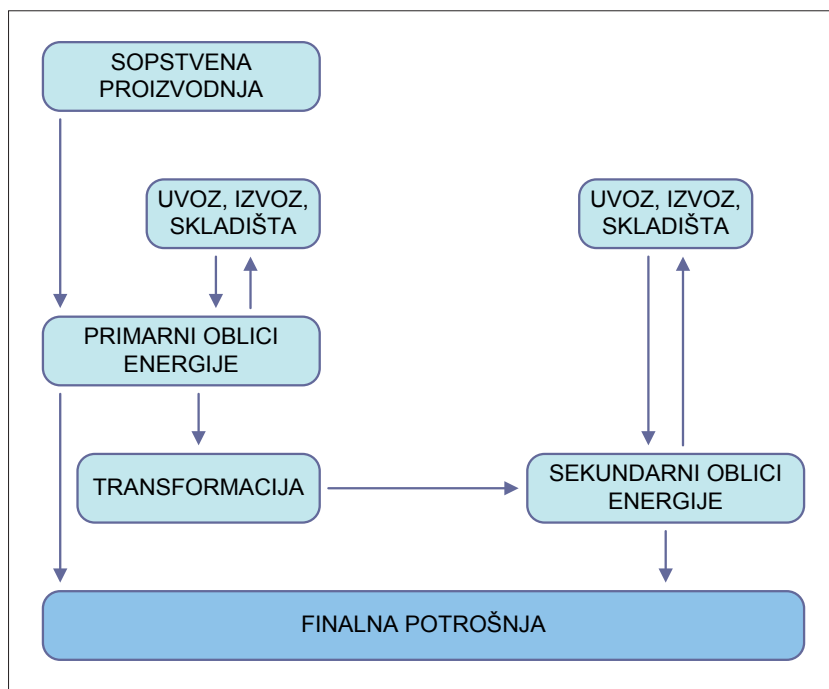 SOPSTVENA
PROIZVODNJA
UVOZ, IZVOZ,
SKLADIŠTA
UVOZ, IZVOZ,
SKLADIŠTA
PRIMARNI OBLICI
ENERGIJE
TRANSFORMACIJA
SEKUNDARNI OBLICI
ENERGIJE
FINALNA POTROŠNJA